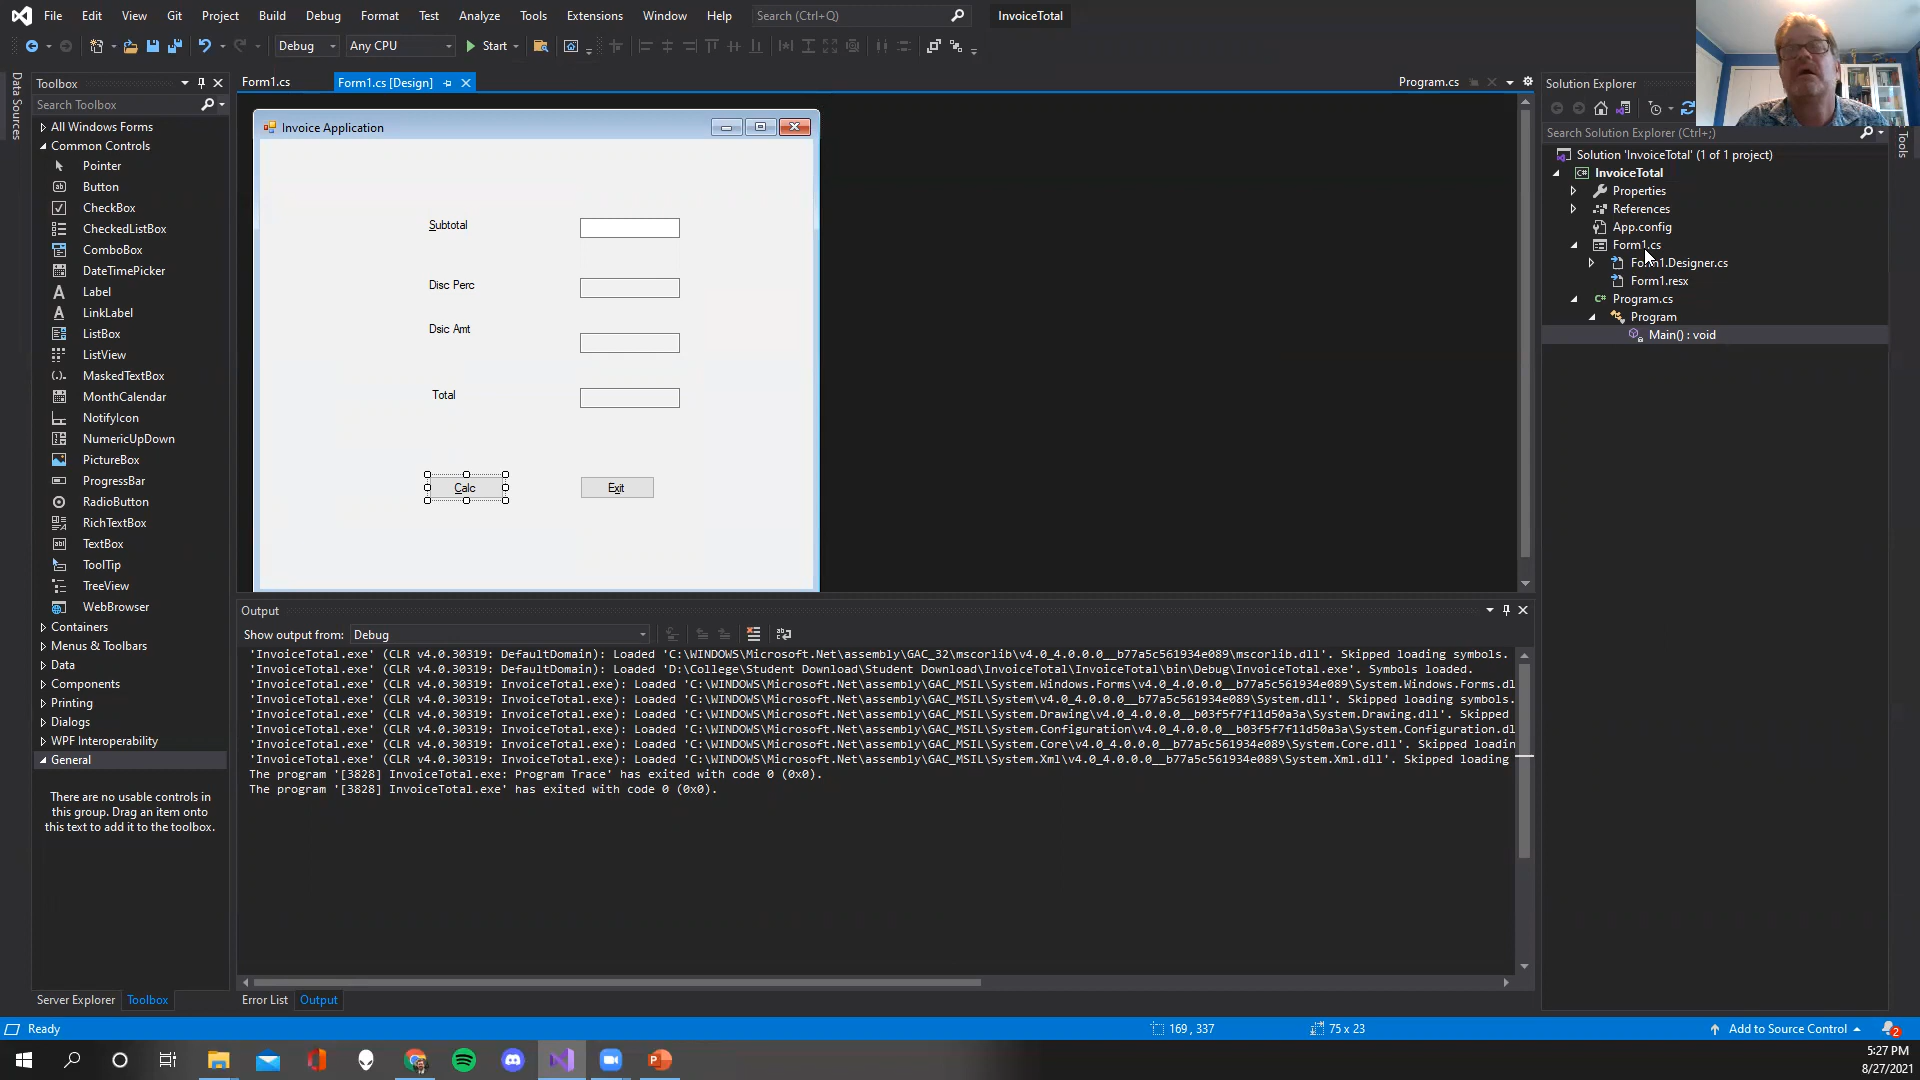 File Edit View Git Project Build Debug Format Test Analyze Tools Extensions Window Help Search (Ctrl+Q) InvoiceTotal
Debug Any CPU Start
Data Sources
Toolbox
Search Toolbox
All Windows Forms
Common Controls
Pointer
Button
CheckBox
CheckedListBox
ComboBox
DateTimePicker
Label
LinkLabel
ListBox
ListView
MaskedTextBox
MonthCalendar
NotifyIcon
NumericUpDown
PictureBox
ProgressBar
RadioButton
RichTextBox
TextBox
ToolTip
TreeView
WebBrowser
Containers
Menus & Toolbars
Data
Components
Printing
Dialogs
WPF Interoperability
General
There are no usable controls in
this group. Drag an item onto
this text to add it to the toolbox.
Server Explorer Toolbox
Form1.cs Form1.cs [Design] Program.cs
Invoice Application
Subtotal
Disc Perc
Dsic Amt
Total
Calc Exit
Output
Show output from: Debug
'InvoiceTotal.exe' (CLR v4.0.30319: DefaultDomain): Loaded 'C:\WINDOWS\Microsoft.Net\assembly\GAC_32\mscorlib\v4.0_4.0.0.0__b77a5c561934e089\mscorlib.dll'. Skipped loading symbols.
'InvoiceTotal.exe' (CLR v4.0.30319: DefaultDomain): Loaded 'D:\College\Student Download\Student Download\InvoiceTotal\InvoiceTotal\bin\Debug\InvoiceTotal.exe'. Symbols loaded.
'InvoiceTotal.exe' (CLR v4.0.30319: InvoiceTotal.exe): Loaded 'C:\WINDOWS\Microsoft.Net\assembly\GAC_MSIL\System.Windows.Forms\v4.0_4.0.0.0__b77a5c561934e089\System.Windows.Forms.dl
'InvoiceTotal.exe' (CLR v4.0.30319: InvoiceTotal.exe): Loaded 'C:\WINDOWS\Microsoft.Net\assembly\GAC_MSIL\System\v4.0_4.0.0.0__b77a5c561934e089\System.dll'. Skipped loading symbols.
'InvoiceTotal.exe' (CLR v4.0.30319: InvoiceTotal.exe): Loaded 'C:\WINDOWS\Microsoft.Net\assembly\GAC_MSIL\System.Drawing\v4.0_4.0.0.0__b03f5f7f11d50a3a\System.Drawing.dll'. Skipped
'InvoiceTotal.exe' (CLR v4.0.30319: InvoiceTotal.exe): Loaded 'C:\WINDOWS\Microsoft.Net\assembly\GAC_MSIL\System.Configuration\v4.0_4.0.0.0__b03f5f7f11d50a3a\System.Configuration.dl
'InvoiceTotal.exe' (CLR v4.0.30319: InvoiceTotal.exe): Loaded 'C:\WINDOWS\Microsoft.Net\assembly\GAC_MSIL\System.Core\v4.0_4.0.0.0__b77a5c561934e089\System.Core.dll'. Skipped loadin
'InvoiceTotal.exe' (CLR v4.0.30319: InvoiceTotal.exe): Loaded 'C:\WINDOWS\Microsoft.Net\assembly\GAC_MSIL\System.Xml\v4.0_4.0.0.0__b77a5c561934e089\System.Xml.dll'. Skipped loading
The program '[3828] InvoiceTotal.exe: Program Trace' has exited with code 0 (0x0).
The program '[3828] InvoiceTotal.exe' has exited with code 0 (0x0).
Error List Output
Solution Explorer
Search Solution Explorer (Ctrl+;)
Solution 'InvoiceTotal' (1 of 1 project)
InvoiceTotal
Properties
References
App.config
Form1.cs
Form1.Designer.cs
Form1.resx
Program.cs
Program
Main() : void
Tools
Ready 169 , 337 75 x 23 Add to Source Control 2
5:27 PM
8/27/2021